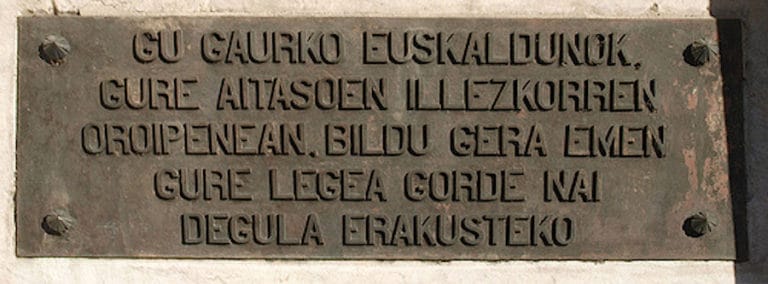 GU GAURKO EUSKALDUNOK,
GURE AITASOEN ILLEZKORREN
OROIPENEAN, BILDU GERA EMEN
GURE LEGEA GORDE NAI
DEGULA ERAKUSTEKO